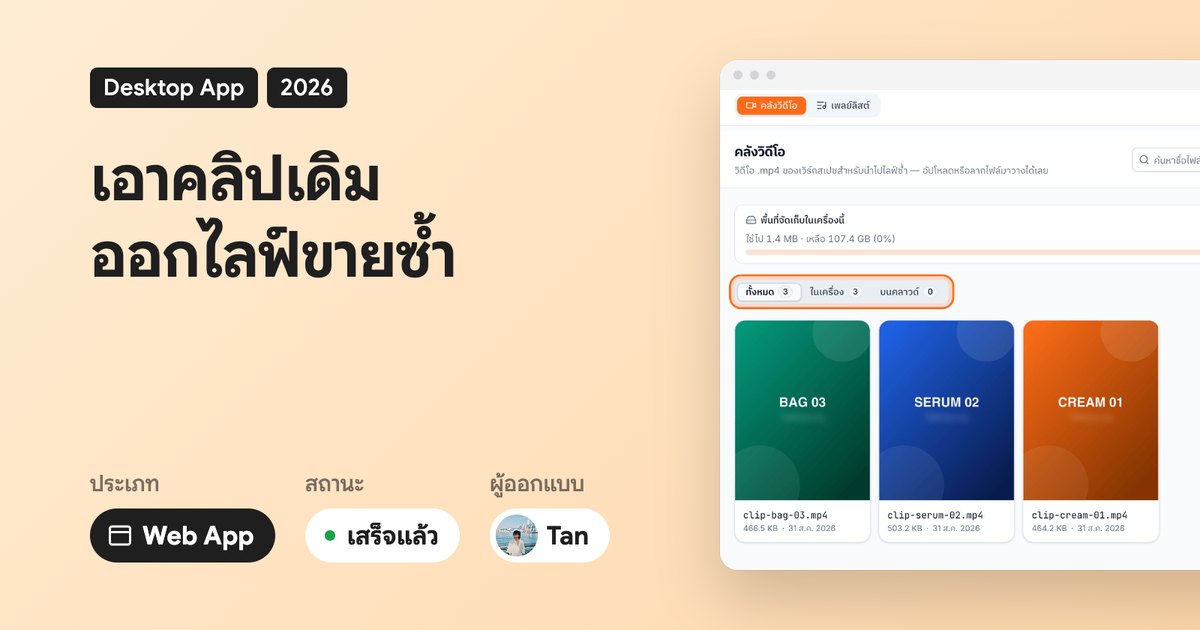 Desktop App
2026
เอาคลิปเดิม
ออกไลฟ์ขายซ้ำ
ประเภท
Web App
สถานะ
เสร็จแล้ว
ผู้ออกแบบ
Tan
คลังวิดีโอ
เพลย์ลิสต์
คลังวิดีโอ
วิดีโอ .mp4 ของเวิร์กสเปซสำหรับนำไปไลฟ์ซ้ำ — อัปโหลดหรือลากไฟล์มาวางได้เลย
ค้นหาชื่อไฟล์
พื้นที่จัดเก็บในเครื่องนี้
ใช้ไป 1.4 MB · เหลือ 107.4 GB (0%)
ทั้งหมด 3
ในเครื่อง 3
บนคลาวด์ 0
BAG 03
clip-bag-03.mp4
466.5 KB · 31 ส.ค. 2026
SERUM 02
clip-serum-02.mp4
503.2 KB · 31 ส.ค. 2026
CREAM 01
clip-cream-01.mp4
464.2 KB · 31 ส.ค. 2026